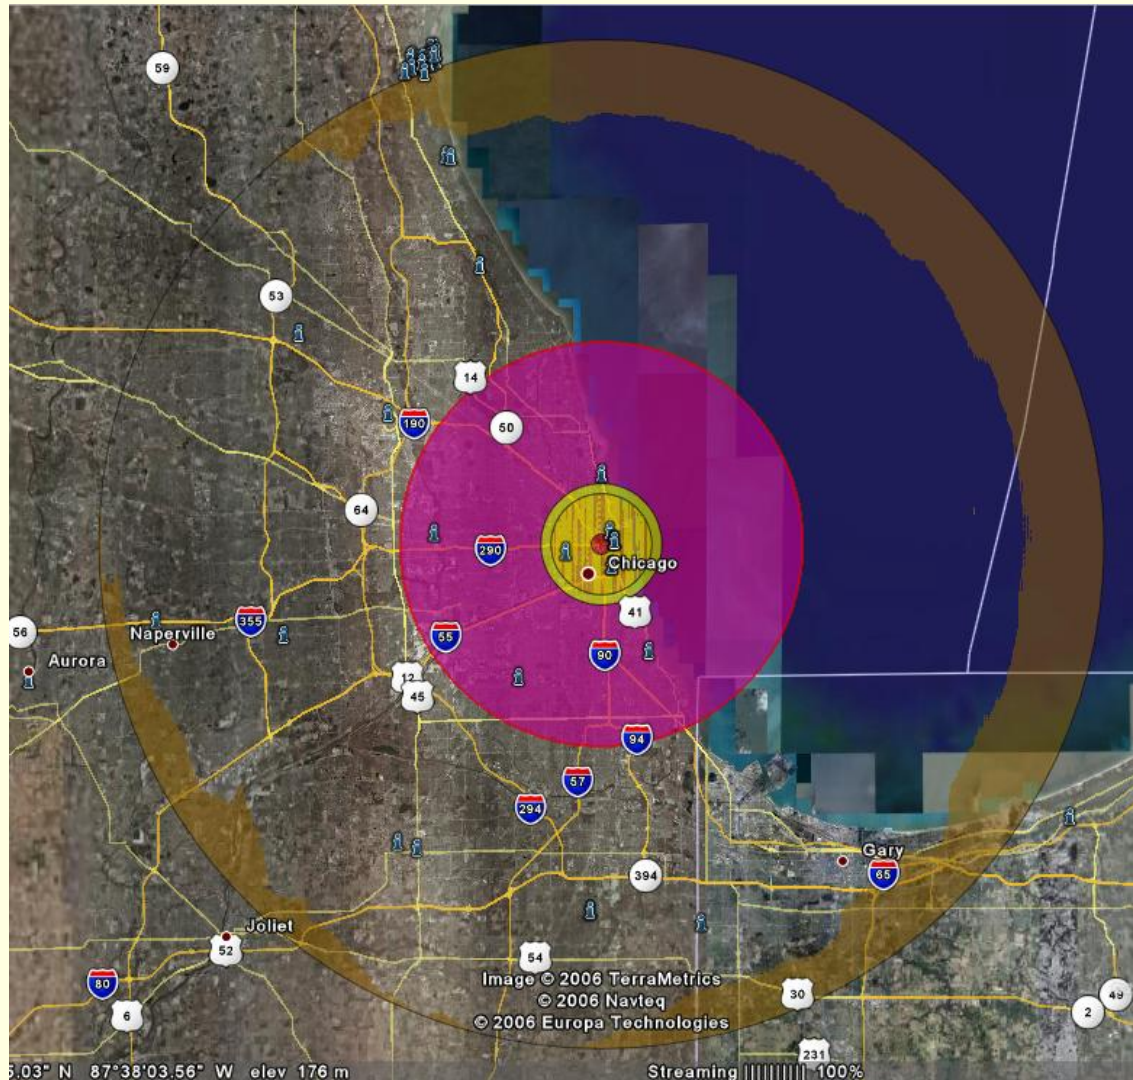 59
53
14
190
50
64
290
Chicago
41
56
355
Naperville
55
90
Aurora
12
45
94
57
294
Gary
65
394
Joliet
52
54
Image © 2006 TerraMetrics
80
30
49
© 2006 Navteq
2
6
© 2006 Europa Technologies
231
5.03" N 87°38'03.56" W elev 176 m
Streaming |||||||||| 100%